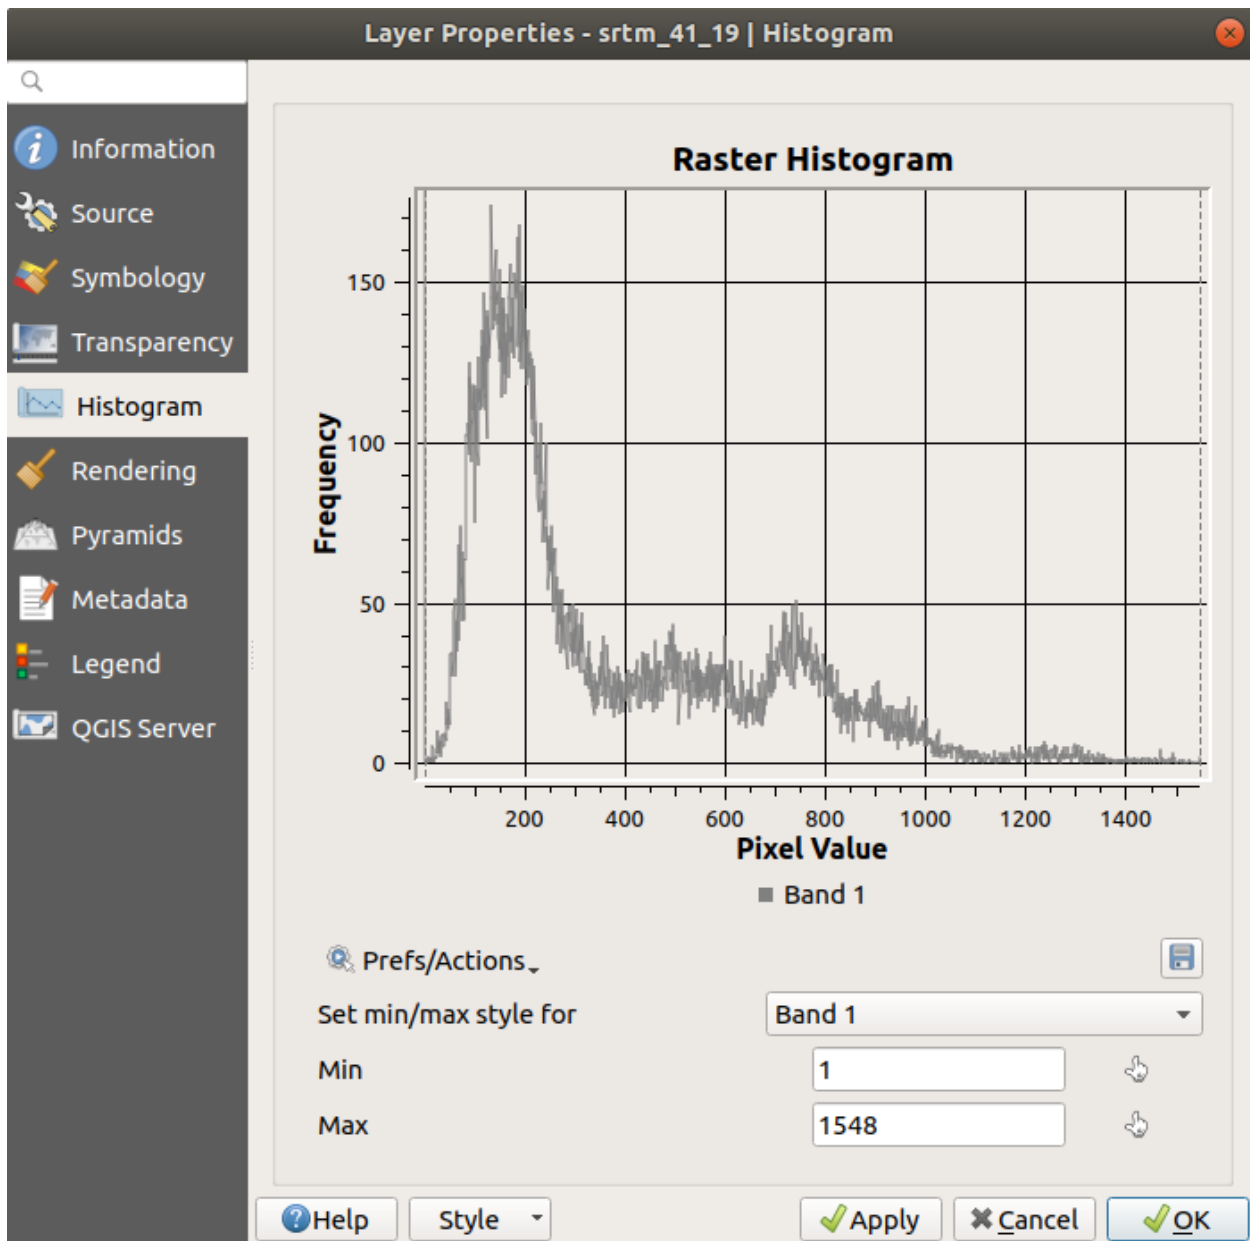 Layer Properties - srtm_41_19 | Histogram
Information
Source
Symbology
Transparency
Histogram
Rendering
Pyramids
Metadata
Legend
QGIS Server
Raster Histogram
Frequency
150
100
50
0
200 400 600 800 1000 1200 1400
Pixel Value
Band 1
Prefs/Actions
Set min/max style for Band 1
Min 1
Max 1548
Help Style Apply Cancel OK